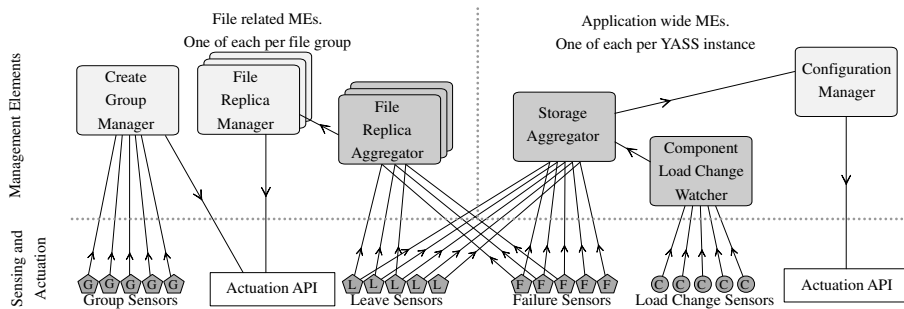 File related MEs.
One of each per file group
Application wide MEs.
One of each per YASS instance
Management Elements
Create
Group
Manager
File
Replica
Manager
File
Replica
Aggregator
Storage
Aggregator
Component
Load Change
Watcher
Configuration
Manager
Sensing and
Actuation
G G G G G
Group Sensors
Actuation API
L L L L L
Leave Sensors
F F F F F
Failure Sensors
C C C C C
Load Change Sensors
Actuation API